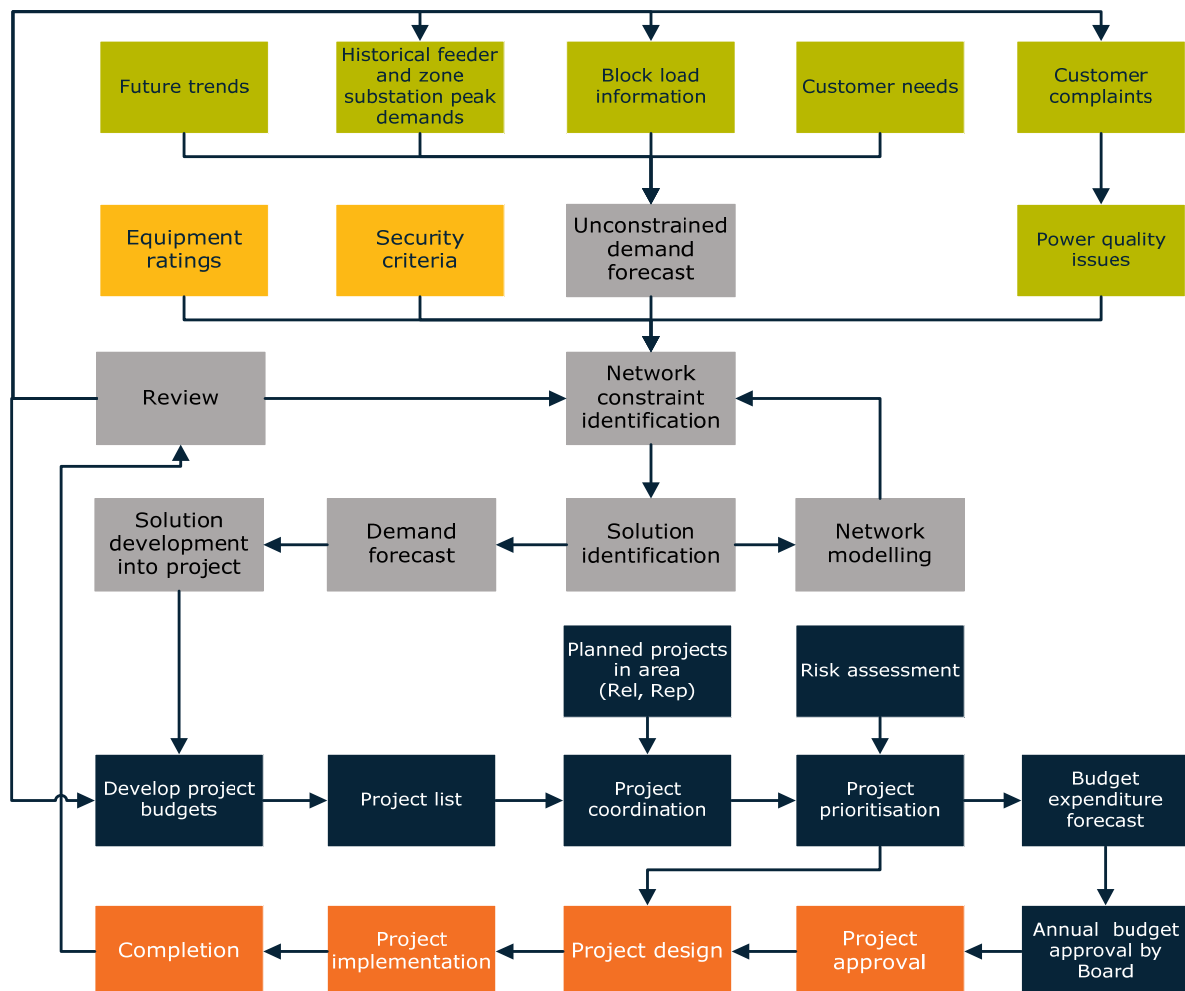 Future trends
Historical feeder
and zone
substation peak
demands
Block load
information
Customer needs
Customer
complaints
Equipment
ratings
Security
criteria
Unconstrained
demand
forecast
Power quality
issues
Review
Network
constraint
identification
Solution
development
into project
Demand
forecast
Solution
identification
Network
modelling
Planned projects
in area
(Rel, Rep)
Risk assessment
Develop project
budgets
Project list
Project
coordination
Project
prioritisation
Budget
expenditure
forecast
Completion
Project
implementation
Project design
Project
approval
Annual budget
approval by
Board